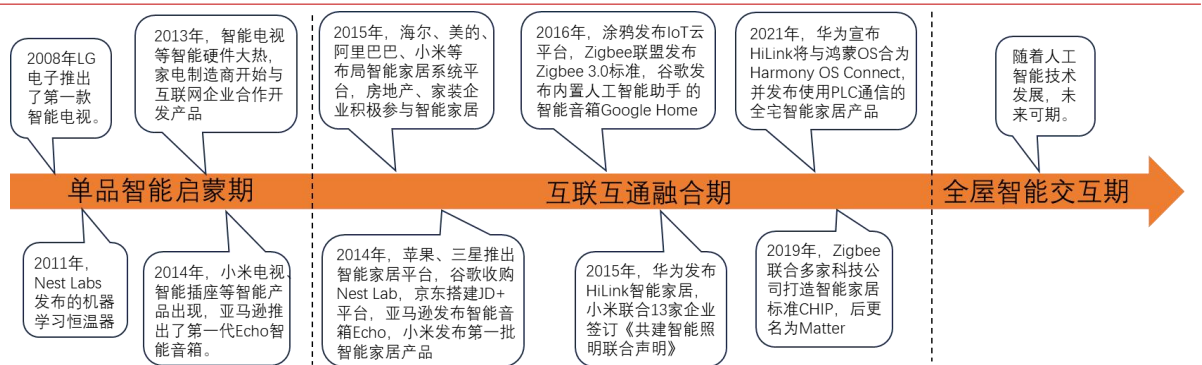 2008年LG
电子推出
了第一款
智能电视。
2013年，智能电视
等智能硬件大热，
家电制造商开始与
互联网企业合作开
发产品
2015年，海尔、美的、
阿里巴巴、小米等
布局智能家居系统平
台，房地产、家装企
业积极参与智能家居
2016年，涂鸦发布IoT云
平台，Zigbee联盟发布
Zigbee 3.0标准，谷歌发
布内置人工智能助手 的
智能音箱Google Home
2021年，华为宣布
HiLink将与鸿蒙OS合为
Harmony OS Connect，
并发布使用PLC通信的
全宅智能家居产品
随着人工
智能技术
发展，未
来可期。
单品智能启蒙期
互联互通融合期
全屋智能交互期
2011年，
Nest Labs
发布的机器
学习恒温器
2014年，小米电视、
智能插座等智能产
品出现，亚马逊推
出了第一代Echo智
能音箱。
2014年，苹果、三星推出
智能家居平台，谷歌收购
Nest Lab，京东搭建JD+
平台，亚马逊发布智能音
箱Echo，小米发布第一批
智能家居产品
2015年，华为发布
HiLink智能家居，
小米联合13家企业
签订《共建智能照
明联合声明》
2019年，Zigbee
联合多家科技公
司打造智能家居
标准CHIP，后更
名为Matter